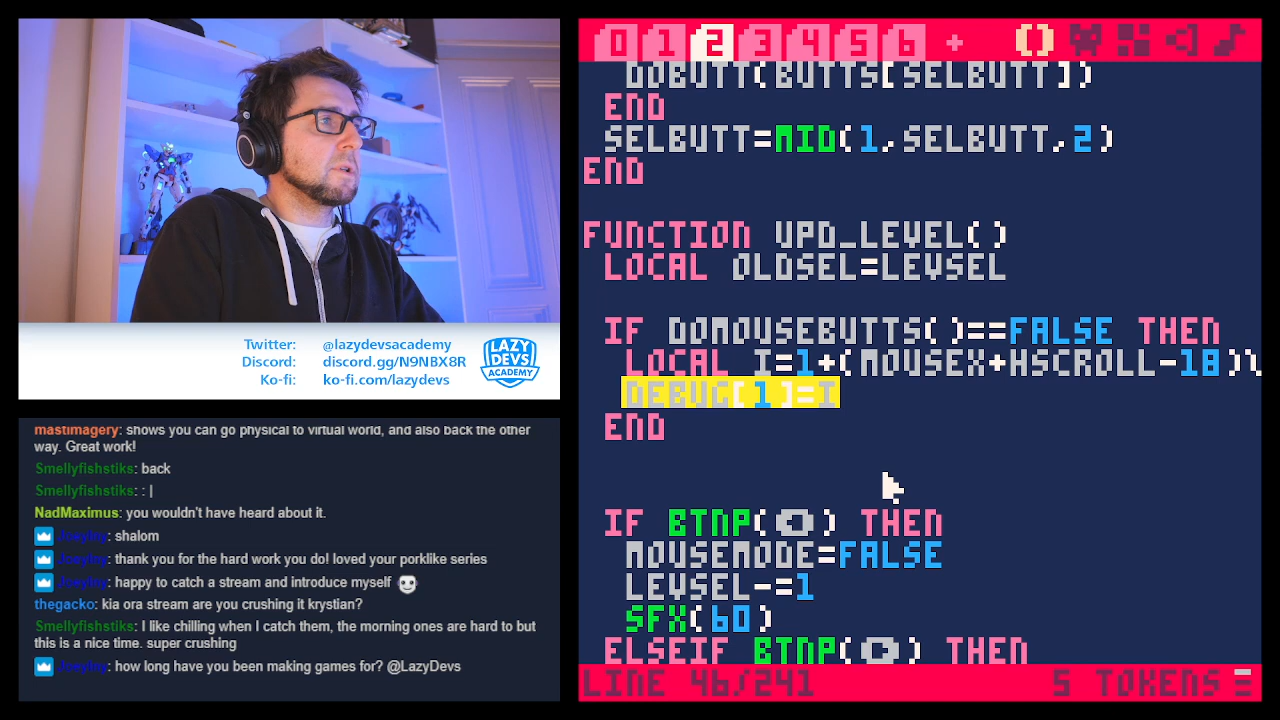 Twitter: @lazydevsacademy
Discord: discord.gg/N9NBX8R
Ko-fi: ko-fi.com/lazydevs
LAZY
DEVS
ACADEMY
mastimagery: shows you can go physical to virtual world, and also back the other
way. Great work!
Smellyfishstiks: back
Smellyfishstiks: : |
NadMaximus: you wouldn't have heard about it.
shalom
thank you for the hard work you do! loved your porklike series
happy to catch a stream and introduce myself
thegacko: kia ora stream are you crushing it krystian?
Smellyfishstiks: I like chilling when I catch them, the morning ones are hard to but
this is a nice time. super crushing
how long have you been making games for? @LazyDevs
0 1 2 3 4 5 6 +
DOBUTT(BUTTS[SELBUTT])
END
SELBUTT=MID(1,SELBUTT,2)
END
FUNCTION UPD_LEVEL()
LOCAL OLDSEL=LEVSEL
IF DOMOUSEBUTTS()==FALSE THEN
LOCAL I=1+(MOUSEX+HSCROLL-18)\
DEBUG[1]=I
END
IF BTNP(⬅️) THEN
MOUSEMODE=FALSE
LEVSEL-=1
SFX(60)
ELSEIF BTNP(➡️) THEN
LINE 46/241 5 TOKENS